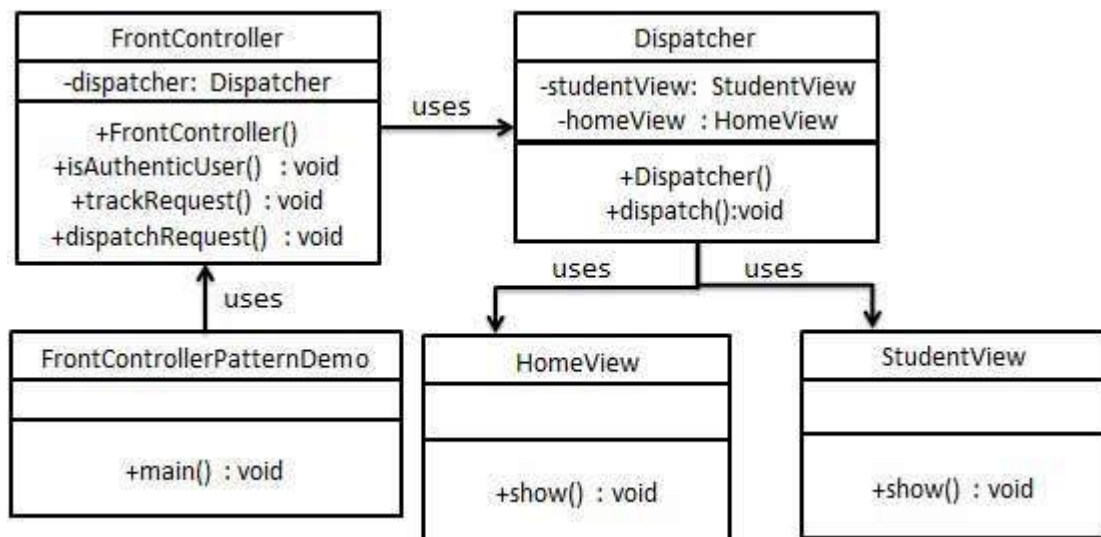 FrontController
-dispatcher: Dispatcher
+FrontController()
+isAuthenticUser() : void
+trackRequest() : void
+dispatchRequest() : void
uses
Dispatcher
-studentView: StudentView
-homeView : HomeView
+Dispatcher()
+dispatch():void
uses
uses
uses
FrontControllerPatternDemo
+main() : void
HomeView
+show() : void
StudentView
+show() : void